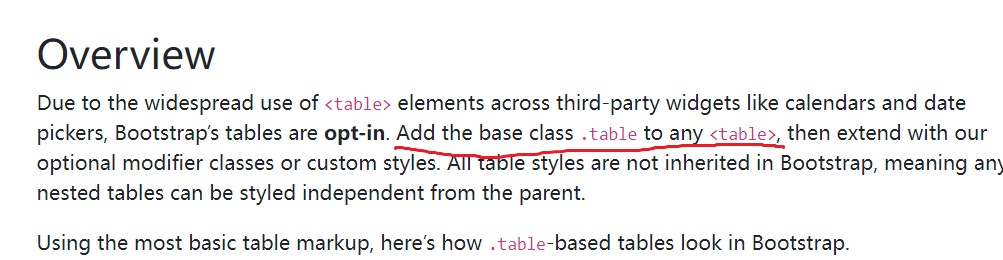 Overview
Due to the widespread use of <table> elements across third-party widgets like calendars and date
pickers, Bootstrap’s tables are opt-in. Add the base class .table to any <table>, then extend with our
optional modifier classes or custom styles. All table styles are not inherited in Bootstrap, meaning any
nested tables can be styled independent from the parent.
Using the most basic table markup, here’s how .table-based tables look in Bootstrap.